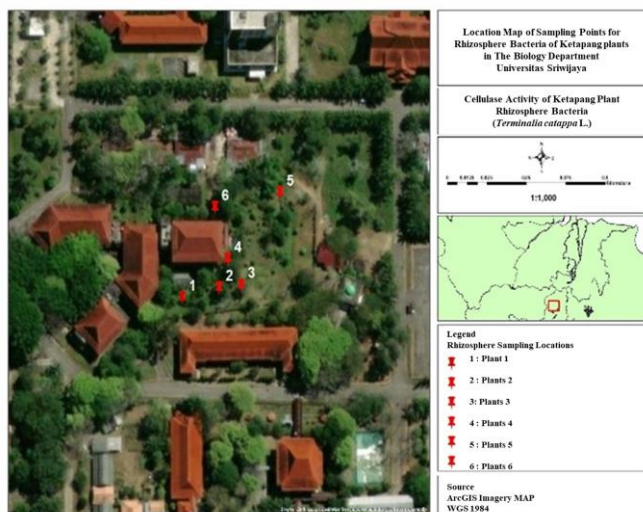 Location Map of Sampling Points for
Rhizosphere Bacteria of Ketapang plants
in The Biology Department
Universitas Sriwijaya
Cellulase Activity of Ketapang Plant
Rhizosphere Bacteria
(Terminalia catappa L.)
1:1,000
6
5
4
3
2
1
Legend
Rhizosphere Sampling Locations
1 : Plant 1
2 : Plants 2
3: Plants 3
4 : Plants 4
5 : Plants 5
6 : Plants 6
Source
ArcGIS Imagery MAP
WGS 1984